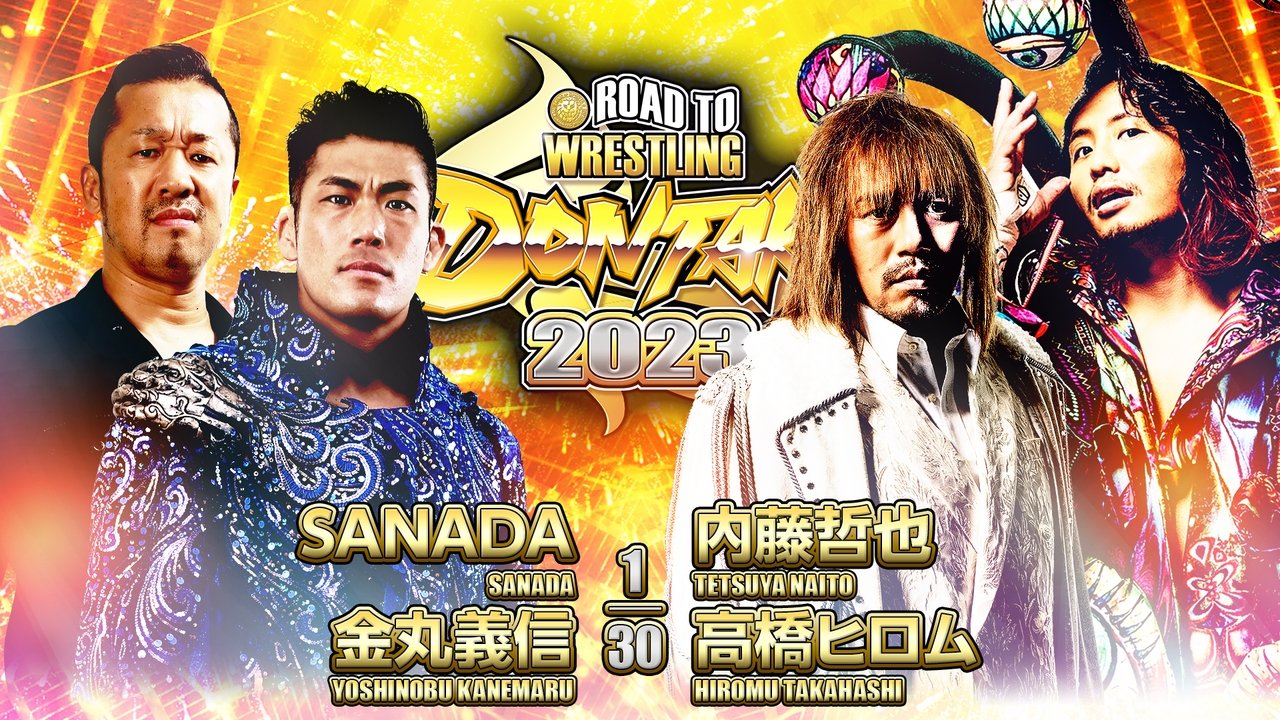 ROAD TO
WRESTLING
DONTAK
2023
SANADA
SANADA
金丸義信
YOSHINOBU KANEMARU
1
30
内藤哲也
TETSUYA NAITO
高橋ヒロム
HIROMU TAKAHASHI